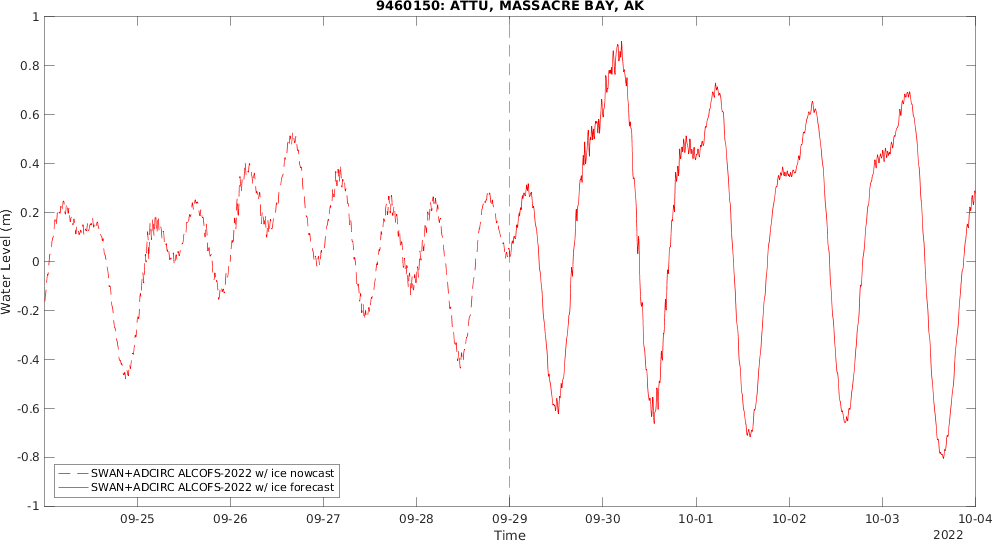 9460150: ATTU, MASSACRE BAY, AK
Water Level (m)
1
0.8
0.6
0.4
0.2
0
-0.2
-0.4
-0.6
-0.8
-1
SWAN+ADCIRC ALCOFS-2022 w/ ice nowcast
SWAN+ADCIRC ALCOFS-2022 w/ ice forecast
09-25 09-26 09-27 09-28 09-29 09-30 10-01 10-02 10-03 10-04
Time
2022